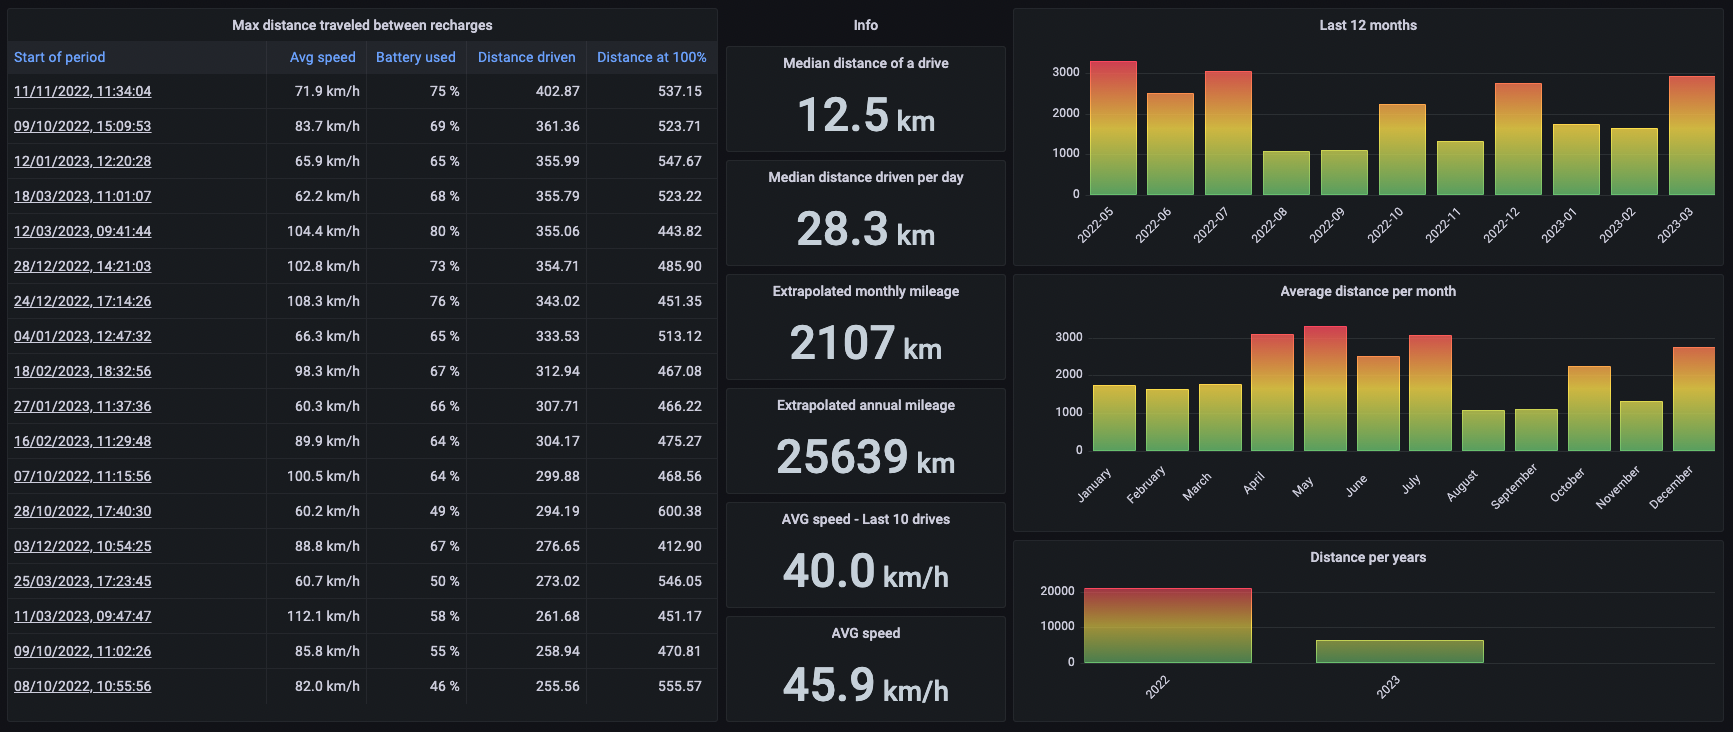 Max distance traveled between recharges
Start of period Avg speed Battery used Distance driven Distance at 100%
11/11/2022, 11:34:04 71.9 km/h 75 % 402.87 537.15
09/10/2022, 15:09:53 83.7 km/h 69 % 361.36 523.71
12/01/2023, 12:20:28 65.9 km/h 65 % 355.99 547.67
18/03/2023, 11:01:07 62.2 km/h 68 % 355.79 523.22
12/03/2023, 09:41:44 104.4 km/h 80 % 355.06 443.82
28/12/2022, 14:21:03 102.8 km/h 73 % 354.71 485.90
24/12/2022, 17:14:26 108.3 km/h 76 % 343.02 451.35
04/01/2023, 12:47:32 66.3 km/h 65 % 333.53 513.12
18/02/2023, 18:32:56 98.3 km/h 67 % 312.94 467.08
27/01/2023, 11:37:36 60.3 km/h 66 % 307.71 466.22
16/02/2023, 11:29:48 89.9 km/h 64 % 304.17 475.27
07/10/2022, 11:15:56 100.5 km/h 64 % 299.88 468.56
28/10/2022, 17:40:30 60.2 km/h 49 % 294.19 600.38
03/12/2022, 10:54:25 88.8 km/h 67 % 276.65 412.90
25/03/2023, 17:23:45 60.7 km/h 50 % 273.02 546.05
11/03/2023, 09:47:47 112.1 km/h 58 % 261.68 451.17
09/10/2022, 11:02:26 85.8 km/h 55 % 258.94 470.81
08/10/2022, 10:55:56 82.0 km/h 46 % 255.56 555.57
Info
Median distance of a drive
12.5 km
Median distance driven per day
28.3 km
Extrapolated monthly mileage
2107 km
Extrapolated annual mileage
25639 km
AVG speed - Last 10 drives
40.0 km/h
AVG speed
45.9 km/h
Last 12 months
3000
2000
1000
0
2022-05 2022-06 2022-07 2022-08 2022-09 2022-10 2022-11 2022-12 2023-01 2023-02 2023-03
Average distance per month
3000
2000
1000
0
January February March April May June July August September October November December
Distance per years
20000
10000
0
2022 2023